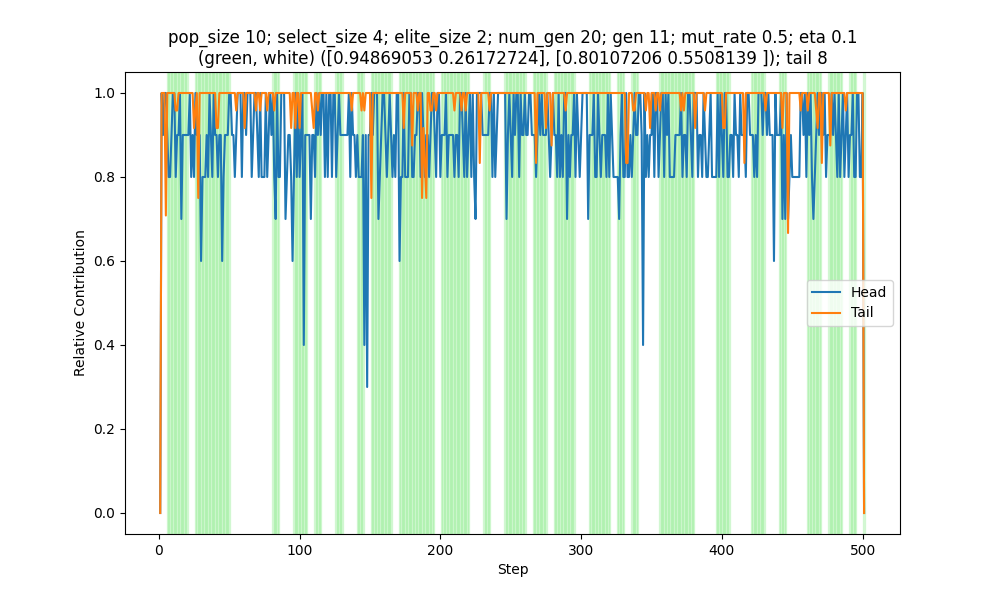 pop_size 10; select_size 4; elite_size 2; num_gen 20; gen 11; mut_rate 0.5; eta 0.1
(green, white) ([0.94869053 0.26172724], [0.80107206 0.5508139 ]); tail 8
1.0
0.8
0.6
0.4
0.2
0.0
Relative Contribution
Head
Tail
0
100
200
300
400
500
Step